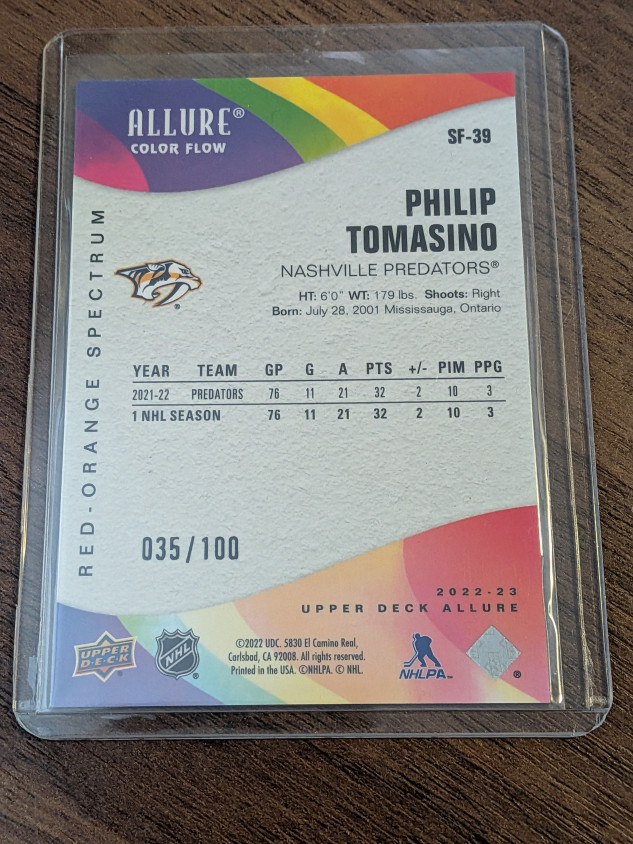 ALLURE®
COLOR FLOW
SF-39
PHILIP
TOMASINO
NASHVILLE PREDATORS®
HT: 6'0" WT: 179 lbs. Shoots: Right
Born: July 28, 2001 Mississauga, Ontario
RED-ORANGE SPECTRUM
®
YEAR TEAM GP G A PTS +/- PIM PPG
2021-22 PREDATORS 76 11 21 32 2 10 3
1 NHL SEASON 76 11 21 32 2 10 3
035/100
2022-23
UPPER DECK ALLURE
UPPER
D·E·C·K
®
NHL
©2022 UDC. 5830 El Camino Real,
Carlsbad, CA 92008. All rights reserved.
Printed in the USA. ©NHLPA. © NHL.
NHLPA™
®